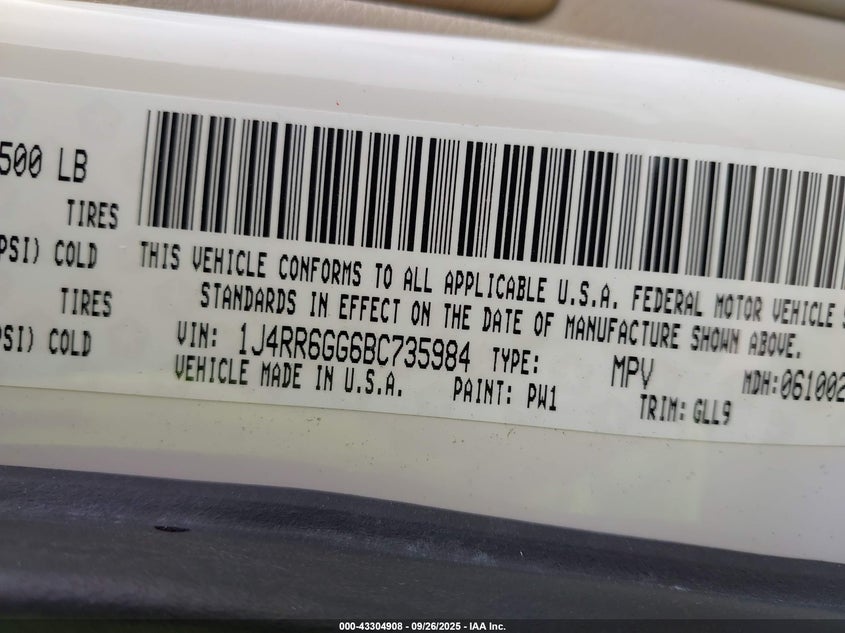 500 LB
TIRES
PSI) COLD
TIRES
SI) COLD
THIS VEHICLE CONFORMS TO ALL APPLICABLE U.S.A. FEDERAL MOTOR VEHICLE S
STANDARDS IN EFFECT ON THE DATE OF MANUFACTURE SHOWN ABOVE.
VIN: 1J4RR6GG6BC735984 TYPE: MPV MDH:061002
VEHICLE MADE IN U.S.A. PAINT: PW1 TRIM: GLL9
000-43304908 - 09/26/2025 - IAA Inc.